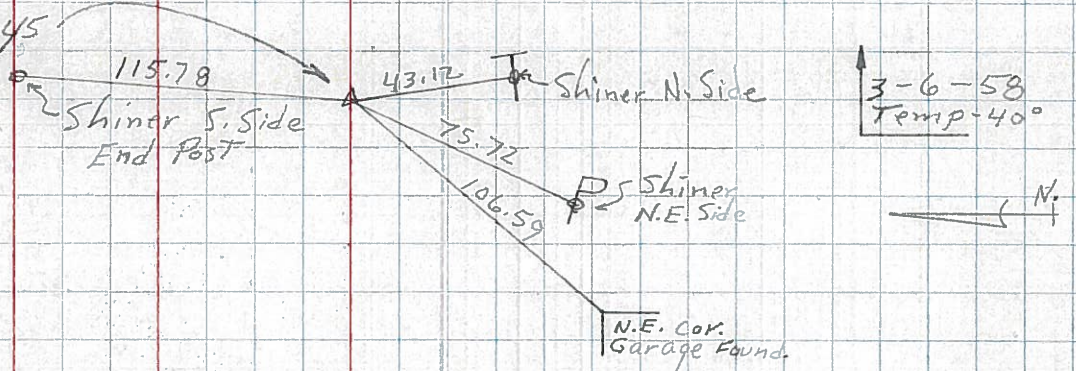 45
115.78
43.12
Shiner N. Side
3-6-58
Temp-40°
Shiner S. Side
End Post
75.72
Shiner
N.E. Side
N.
106.59
N.E. Cor.
Garage Found.